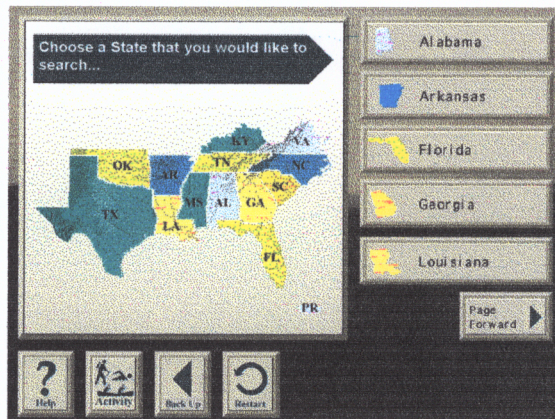 Choose a State that you would like to
search...
KY
VA
OK
AR
TN
NC
SC
TX
MS
AL
GA
LA
FL
PR
Alabama
Arkansas
Florida
Georgia
Louisiana
Page
Forward
Help
Activity
Back Up
Restart